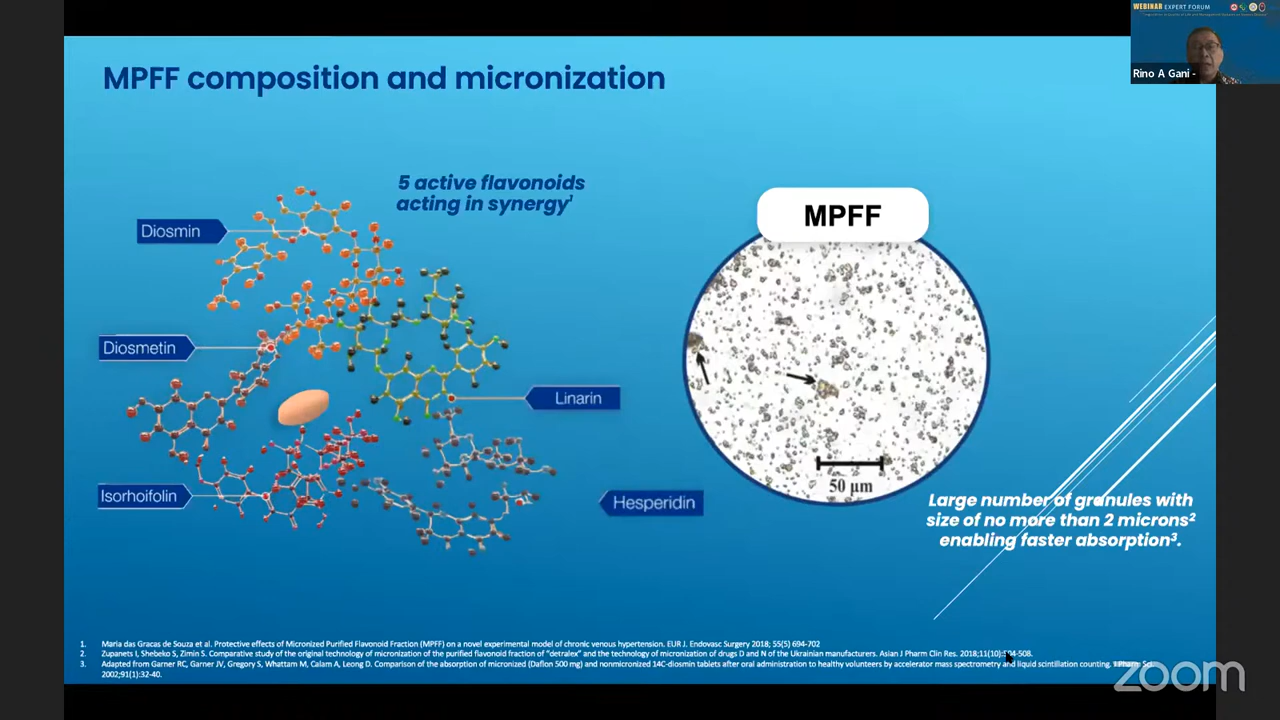 WEBINAR EXPERT FORUM
Rino A Gani -
MPFF composition and micronization
5 active flavonoids
acting in synergy1
Diosmin
Diosmetin
Isorhoifolin
Linarin
Hesperidin
MPFF
50 μm
Large number of granules with
size of no more than 2 microns2
enabling faster absorption3.
1. Maria das Gracas de Souza et al. Protective effects of Micronized Purified Flavonoid Fraction (MPFF) on a novel experimental model of chronic venous hypertension. EUR J. Endovasc Surgery 2018; 55(5) 694-702
2. Zupanets I, Shebeko S, Zimin S. Comparative study of the original technology of micronization of the purified flavonoid fraction of "detralex" and the technology of micronization of drugs D and N of the Ukrainian manufacturers. Asian J Pharm Clin Res. 2018;11(10): -508.
3. Adapted from Garner RC, Garner JV, Gregory S, Whattam M, Calam A, Leong D. Comparison of the absorption of micronized (Daflon 500 mg) and nonmicronized 14C-diosmin tablets after oral administration to healthy volunteers by accelerator mass spectrometry and liquid scintillation counting. J Pharm Sci.
2002;91(1):32-40.
zoom